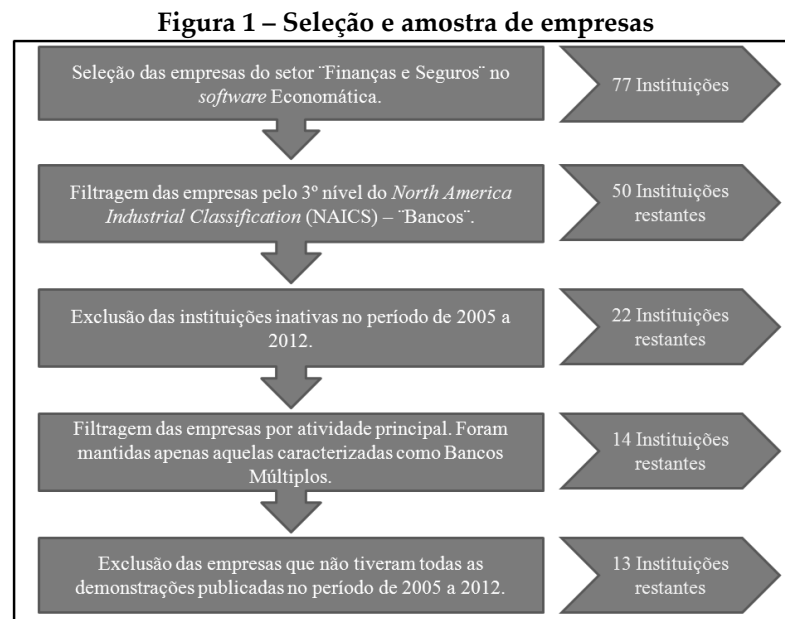 Figura 1 – Seleção e amostra de empresas
Seleção das empresas do setor ¨Finanças e Seguros¨ no
software Economática.
77 Instituições
Filtragem das empresas pelo 3º nível do North America
Industrial Classification (NAICS) – ¨Bancos¨.
50 Instituições
restantes
Exclusão das instituições inativas no período de 2005 a
2012.
22 Instituições
restantes
Filtragem das empresas por atividade principal. Foram
mantidas apenas aquelas caracterizadas como Bancos
Múltiplos.
14 Instituições
restantes
Exclusão das empresas que não tiveram todas as
demonstrações publicadas no período de 2005 a 2012.
13 Instituições
restantes